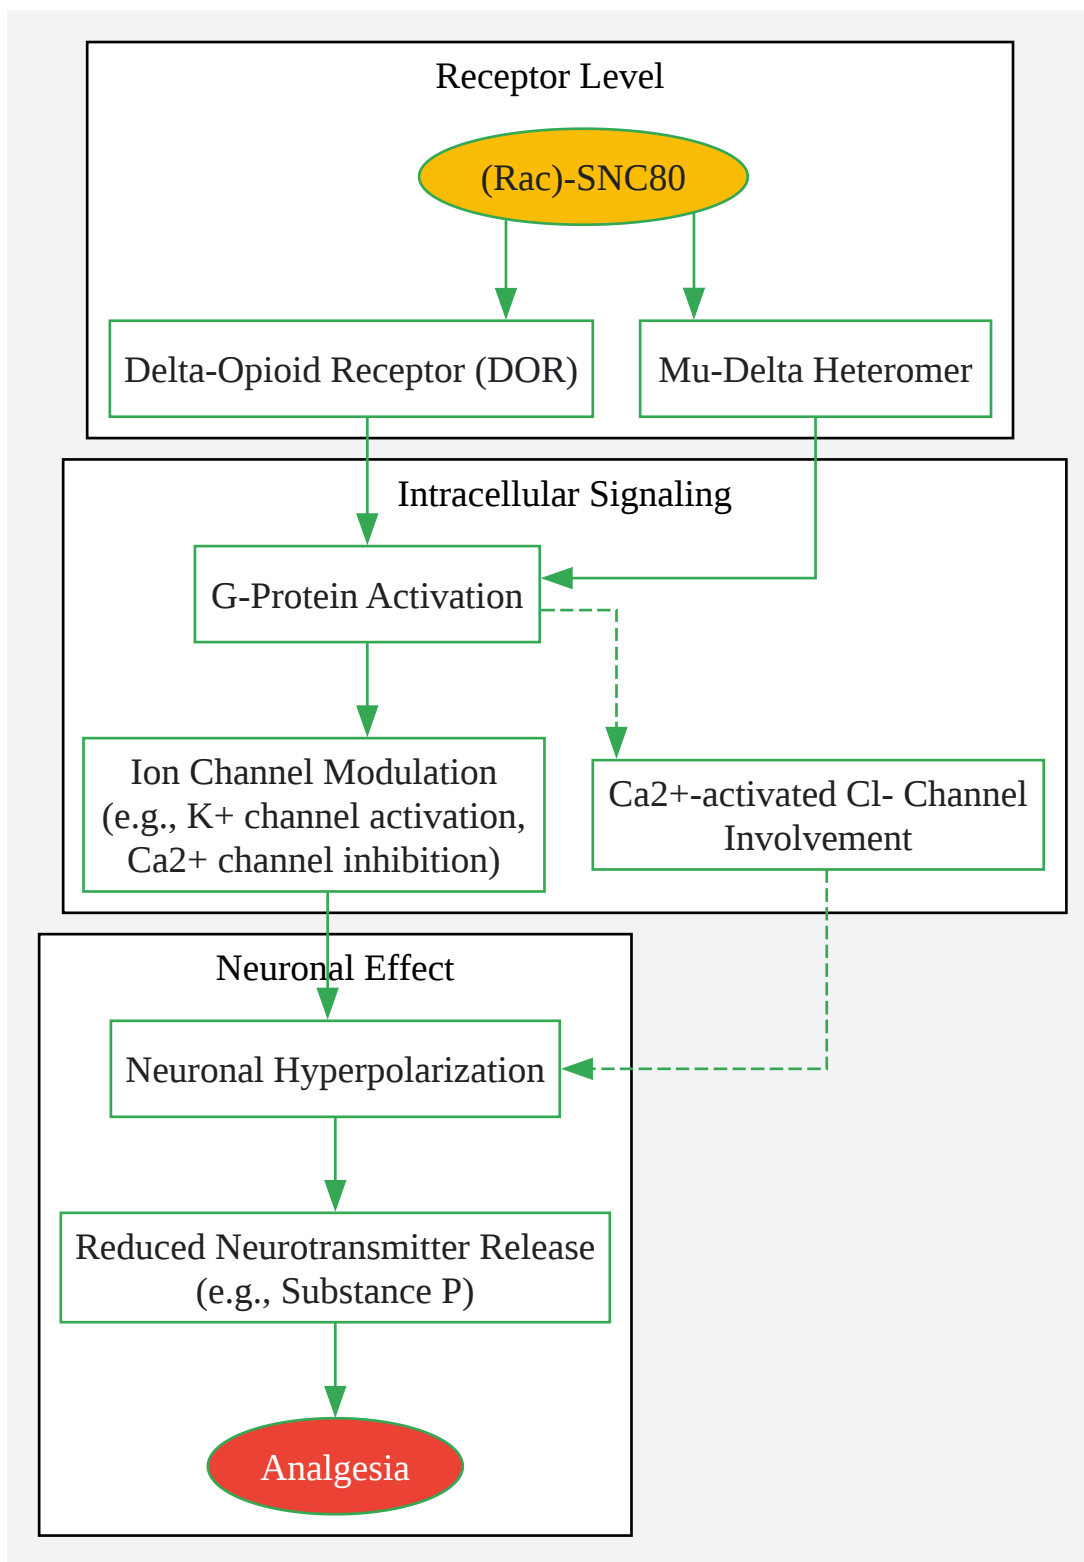 Receptor Level
(Rac)-SNC80
Delta-Opioid Receptor (DOR)
Mu-Delta Heteromer
Intracellular Signaling
G-Protein Activation
Ion Channel Modulation
(e.g., K+ channel activation,
Ca2+ channel inhibition)
Ca2+-activated Cl- Channel
Involvement
Neuronal Effect
Neuronal Hyperpolarization
Reduced Neurotransmitter Release
(e.g., Substance P)
Analgesia